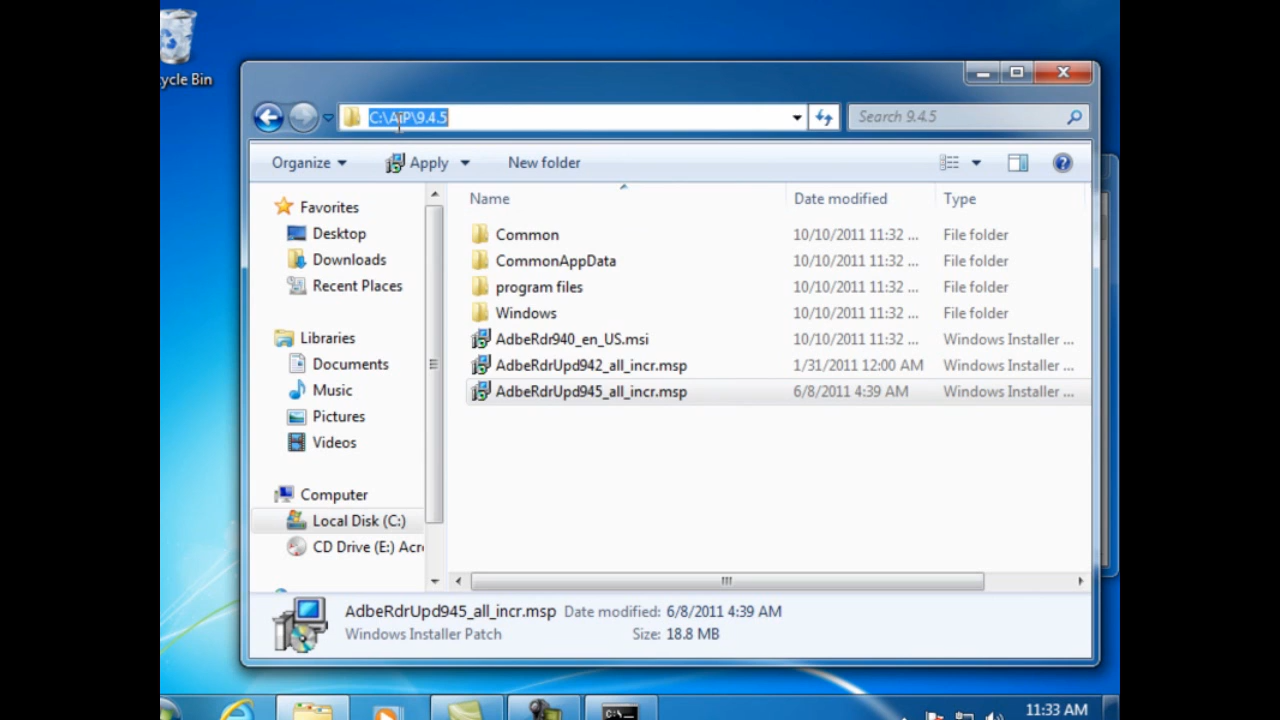 ycle Bin
C:\AIP\9.4.5
Search 9.4.5
Organize
Apply
New folder
Name
Date modified
Type
Favorites
Desktop
Downloads
Recent Places
Libraries
Documents
Music
Pictures
Videos
Computer
Local Disk (C:)
CD Drive (E:) Acr
Common 10/10/2011 11:32 ... File folder
CommonAppData 10/10/2011 11:32 ... File folder
program files 10/10/2011 11:32 ... File folder
Windows 10/10/2011 11:32 ... File folder
AdbeRdr940_en_US.msi 10/10/2011 11:32 ... Windows Installer ...
AdbeRdrUpd942_all_incr.msp 1/31/2011 12:00 AM Windows Installer ...
AdbeRdrUpd945_all_incr.msp 6/8/2011 4:39 AM Windows Installer ...
AdbeRdrUpd945_all_incr.msp Date modified: 6/8/2011 4:39 AM
Windows Installer Patch Size: 18.8 MB
C:\.
11:33 AM